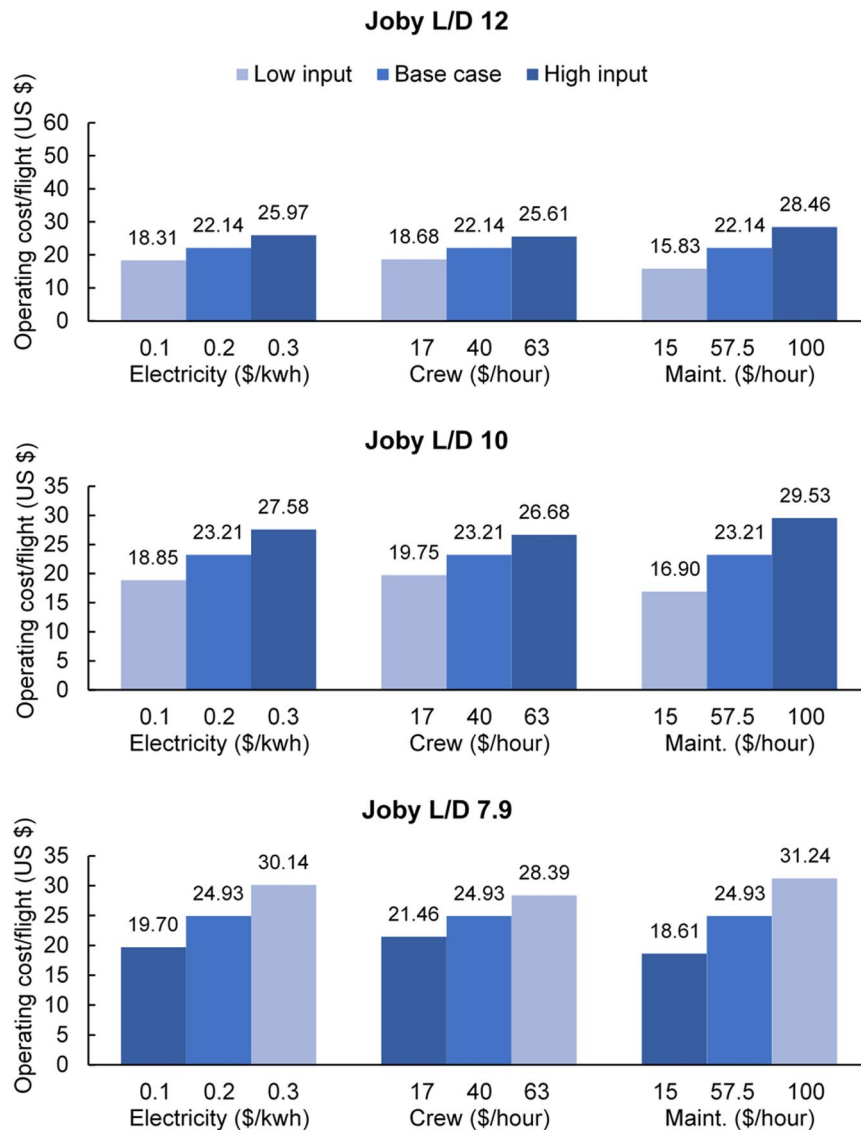 Joby L/D 12
Low input Base case High input
Operating cost/flight (US $)
60
50
40
30
20
10
0
18.31 22.14 25.97 18.68 22.14 25.61 15.83 22.14 28.46
0.1 0.2 0.3 17 40 63 15 57.5 100
Electricity ($/kwh) Crew ($/hour) Maint. ($/hour)
Joby L/D 10
Operating cost/flight (US $)
35
30
25
20
15
10
5
0
18.85 23.21 27.58 19.75 23.21 26.68 16.90 23.21 29.53
0.1 0.2 0.3 17 40 63 15 57.5 100
Electricity ($/kwh) Crew ($/hour) Maint. ($/hour)
Joby L/D 7.9
Operating cost/flight (US $)
35
30
25
20
15
10
5
0
19.70 24.93 30.14 21.46 24.93 28.39 18.61 24.93 31.24
0.1 0.2 0.3 17 40 63 15 57.5 100
Electricity ($/kwh) Crew ($/hour) Maint. ($/hour)